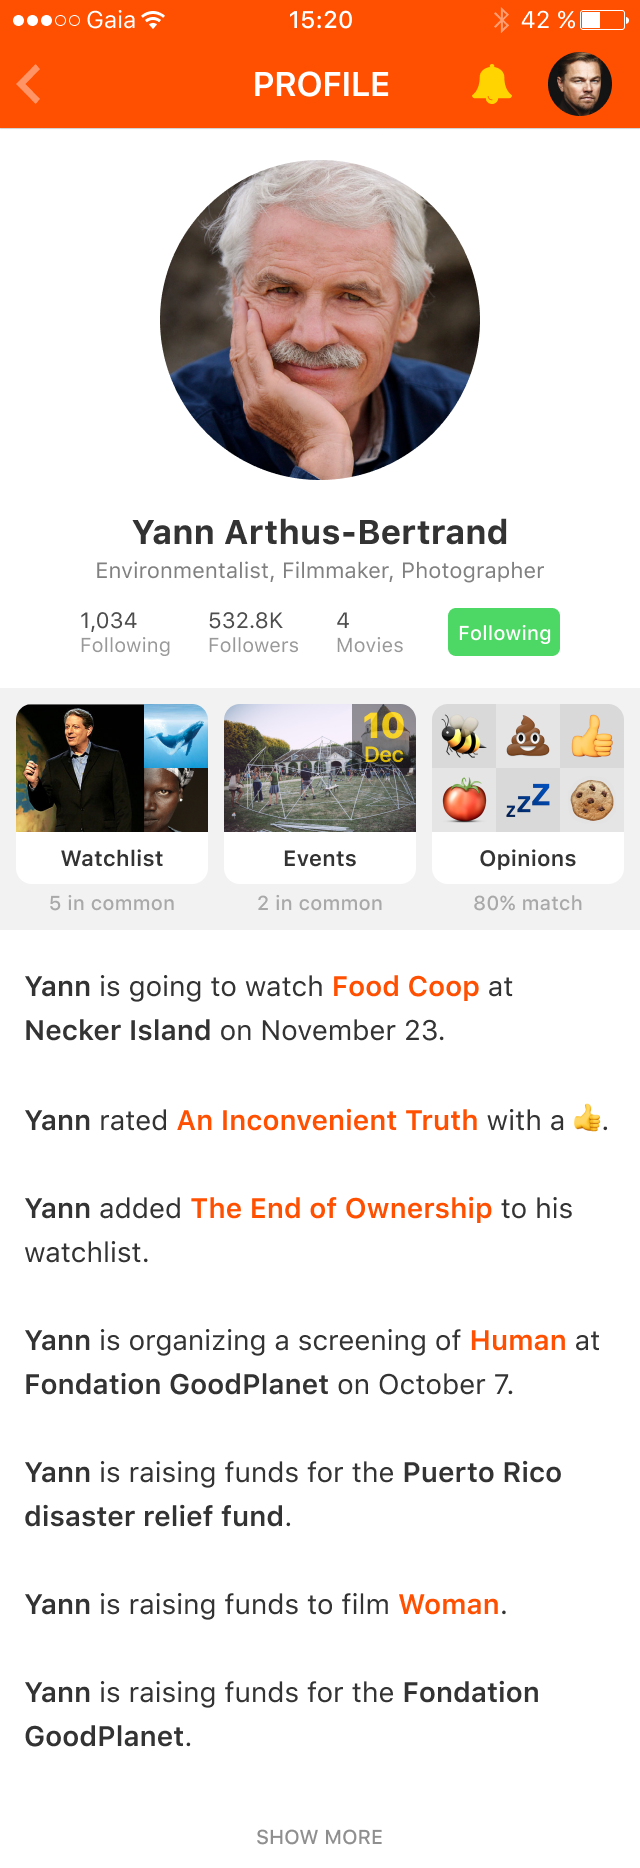 Gaia 15:20 42 %
PROFILE
Yann Arthus-Bertrand
Environmentalist, Filmmaker, Photographer
1,034 532.8K 4
Following Followers Movies
Following
10
Dec
zzZ
Watchlist Events Opinions
5 in common 2 in common 80% match
Yann is going to watch Food Coop at
Necker Island on November 23.
Yann rated An Inconvenient Truth with a 👍.
Yann added The End of Ownership to his
watchlist.
Yann is organizing a screening of Human at
Fondation GoodPlanet on October 7.
Yann is raising funds for the Puerto Rico
disaster relief fund.
Yann is raising funds to film Woman.
Yann is raising funds for the Fondation
GoodPlanet.
SHOW MORE